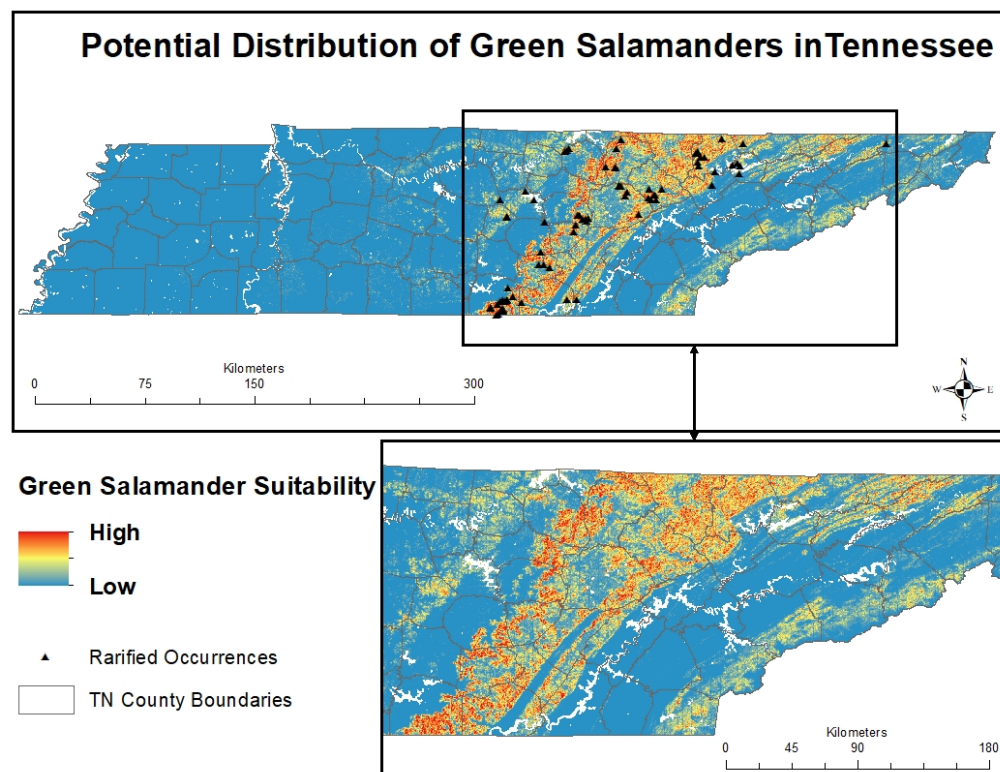 Potential Distribution of Green Salamanders inTennessee
Kilometers
0 75 150 300
N
W E
S
Green Salamander Suitability
High
Low
Rarified Occurrences
TN County Boundaries
Kilometers
0 45 90 180